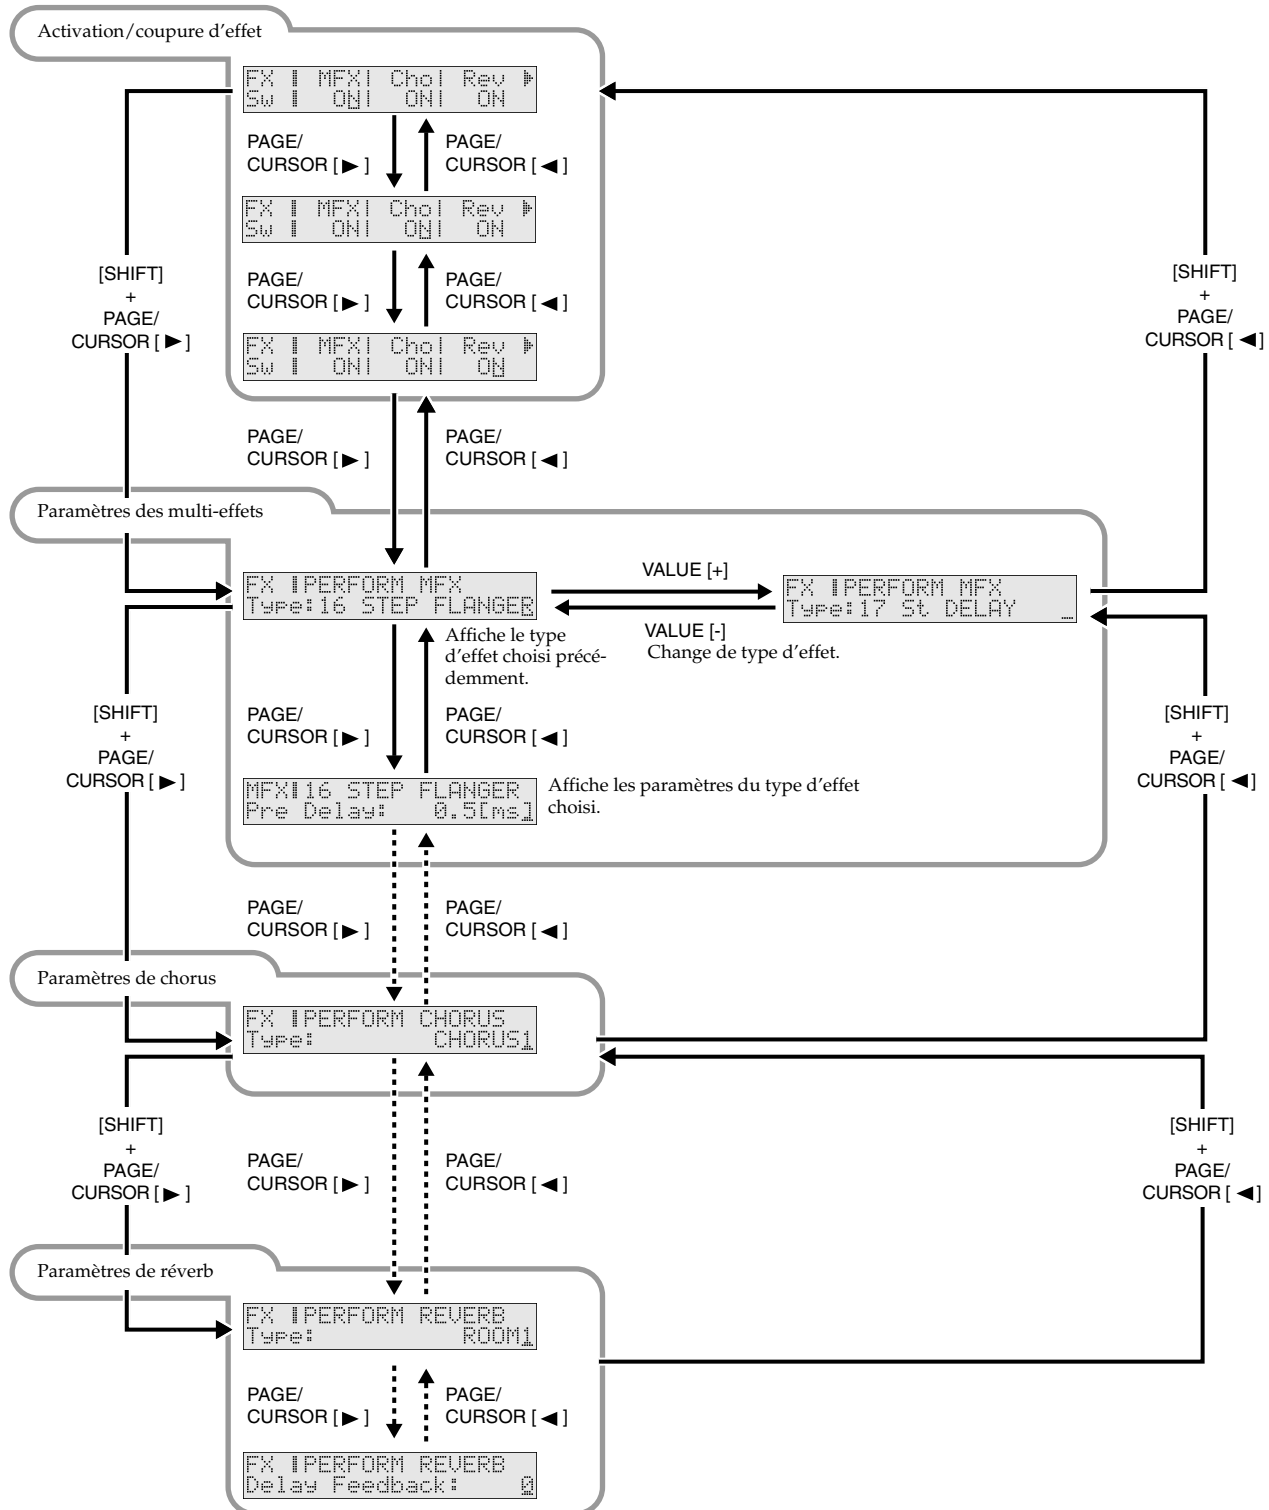 Activation/coupure d'effet
FX | MFX| Cho| Rev ▶
Sw | ON| ON| ON
PAGE/
CURSOR [ ▶ ]
PAGE/
CURSOR [ ◀ ]
FX | MFX| Cho| Rev ▶
Sw | ON| ON| ON
PAGE/
CURSOR [ ▶ ]
PAGE/
CURSOR [ ◀ ]
FX | MFX| Cho| Rev ▶
Sw | ON| ON| ON
[SHIFT]
+
PAGE/
CURSOR [ ▶ ]
[SHIFT]
+
PAGE/
CURSOR [ ◀ ]
PAGE/
CURSOR [ ▶ ]
PAGE/
CURSOR [ ◀ ]
Paramètres des multi-effets
FX |PERFORM MFX
Type:16 STEP FLANGER
VALUE [+]
VALUE [-]
Change de type d'effet.
FX |PERFORM MFX
Type:17 St DELAY
Affiche le type
d'effet choisi précé-
demment.
[SHIFT]
+
PAGE/
CURSOR [ ▶ ]
PAGE/
CURSOR [ ▶ ]
PAGE/
CURSOR [ ◀ ]
[SHIFT]
+
PAGE/
CURSOR [ ◀ ]
MFX|16 STEP FLANGER
Pre Delay: 0.5[ms]
Affiche les paramètres du type d'effet
choisi.
PAGE/
CURSOR [ ▶ ]
PAGE/
CURSOR [ ◀ ]
Paramètres de chorus
FX |PERFORM CHORUS
Type: CHORUS1
[SHIFT]
+
PAGE/
CURSOR [ ▶ ]
PAGE/
CURSOR [ ▶ ]
PAGE/
CURSOR [ ◀ ]
[SHIFT]
+
PAGE/
CURSOR [ ◀ ]
Paramètres de réverb
FX |PERFORM REVERB
Type: ROOM1
PAGE/
CURSOR [ ▶ ]
PAGE/
CURSOR [ ◀ ]
FX |PERFORM REVERB
Delay Feedback: 0